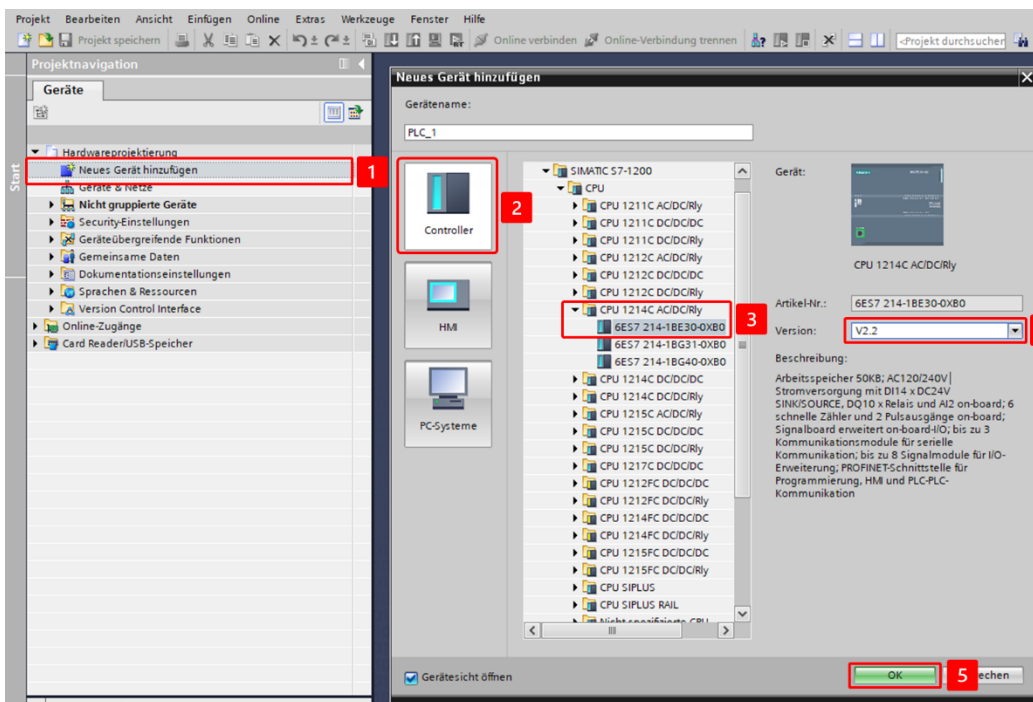 Projekt Bearbeiten Ansicht Einfügen Online Extras Werkzeuge Fenster Hilfe
Projekt speichern Online verbinden Online-Verbindung trennen <Projekt durchsuchen
Projektnavigation
Geräte
Start
Hardwareprojektierung
Neues Gerät hinzufügen
1
Geräte & Netze
Nicht gruppierte Geräte
Security-Einstellungen
Geräteübergreifende Funktionen
Gemeinsame Daten
Dokumentationseinstellungen
Sprachen & Ressourcen
Version Control Interface
Online-Zugänge
Card Reader/USB-Speicher
Neues Gerät hinzufügen
Gerätename:
PLC_1
Controller
2
HMI
PC-Systeme
SIMATIC S7-1200
CPU
CPU 1211C AC/DC/Rly
CPU 1211C DC/DC/DC
CPU 1211C DC/DC/Rly
CPU 1212C AC/DC/Rly
CPU 1212C DC/DC/DC
CPU 1212C DC/DC/Rly
CPU 1214C AC/DC/Rly
6ES7 214-1BE30-0XB0
3
6ES7 214-1BG31-0XB0
6ES7 214-1BG40-0XB0
CPU 1214C DC/DC/DC
CPU 1214C DC/DC/Rly
CPU 1215C AC/DC/Rly
CPU 1215C DC/DC/DC
CPU 1215C DC/DC/Rly
CPU 1217C DC/DC/DC
CPU 1212FC DC/DC/DC
CPU 1212FC DC/DC/Rly
CPU 1214FC DC/DC/DC
CPU 1214FC DC/DC/Rly
CPU 1215FC DC/DC/DC
CPU 1215FC DC/DC/Rly
CPU SIPLUS
CPU SIPLUS RAIL
Nicht spezifizierte CPU
Gerät:
CPU 1214C AC/DC/Rly
Artikel-Nr.: 6ES7 214-1BE30-0XB0
Version: V2.2
Beschreibung:
Arbeitsspeicher 50KB; AC120/240V
Stromversorgung mit DI14 x DC24V
SINK/SOURCE, DQ10 x Relais und AI2 on-board; 6
schnelle Zähler und 2 Pulsausgänge on-board;
Signalboard erweitert on-board-I/O; bis zu 3
Kommunikationsmodule für serielle
Kommunikation; bis zu 8 Signalmodule für I/O-
Erweiterung; PROFINET-Schnittstelle für
Programmierung, HMI und PLC-PLC-
Kommunikation
Gerätesicht öffnen
OK
5
echen